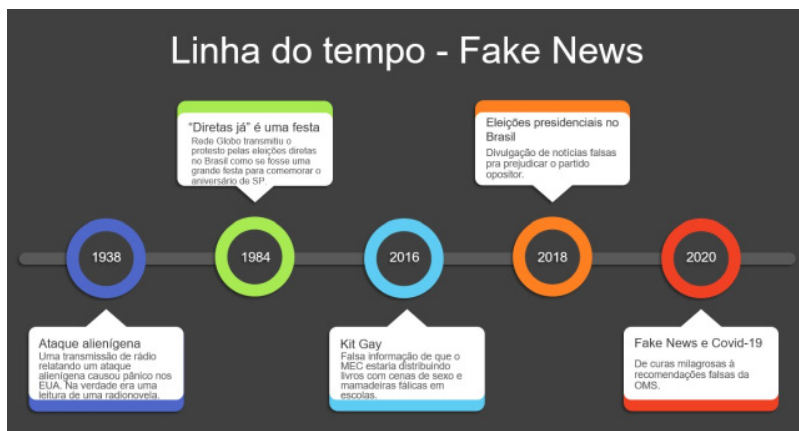 Linha do tempo - Fake News
"Diretas já" é uma festa
Rede Globo transmitiu o
protesto pelas eleições diretas
no Brasil como se fosse uma
grande festa para comemorar o
aniversário de SP.
Eleições presidenciais no
Brasil
Divulgação de notícias falsas
pra prejudicar o partido
opositor.
1938
1984
2016
2018
2020
Ataque alienígena
Uma transmissão de rádio
relatando um ataque
alienígena causou pânico nos
EUA. Na verdade era uma
leitura de uma radionovela.
Kit Gay
Falsa informação de que o
MEC estaria distribuindo
livros com cenas de sexo e
mamadeiras fálicas em
escolas.
Fake News e Covid-19
De curas milagrosas à
recomendações falsas da
OMS.